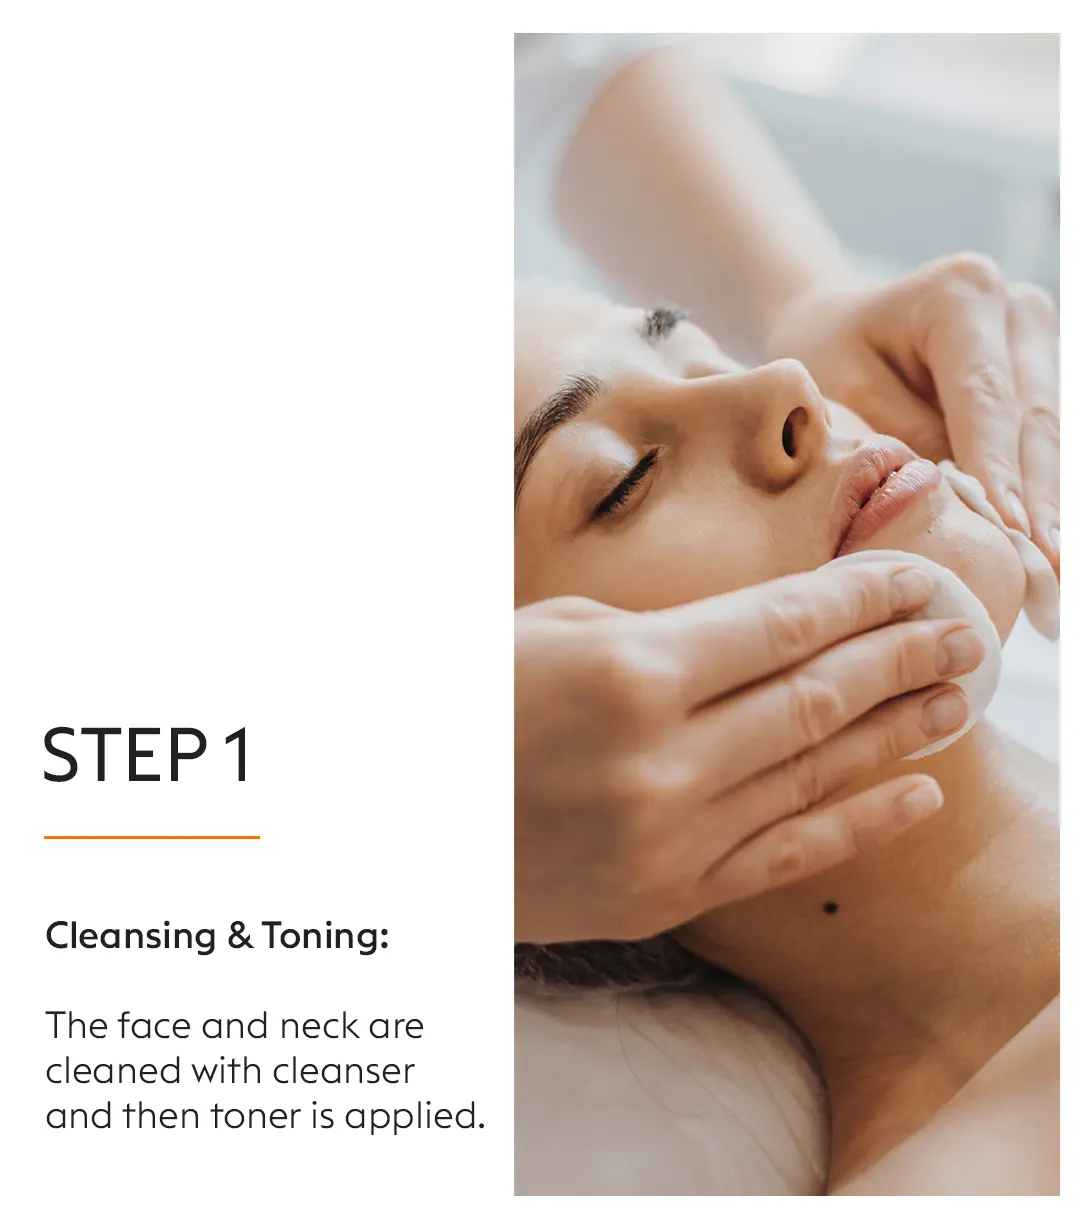 STEP 1
Cleansing & Toning:
The face and neck are
cleaned with cleanser
and then toner is applied.